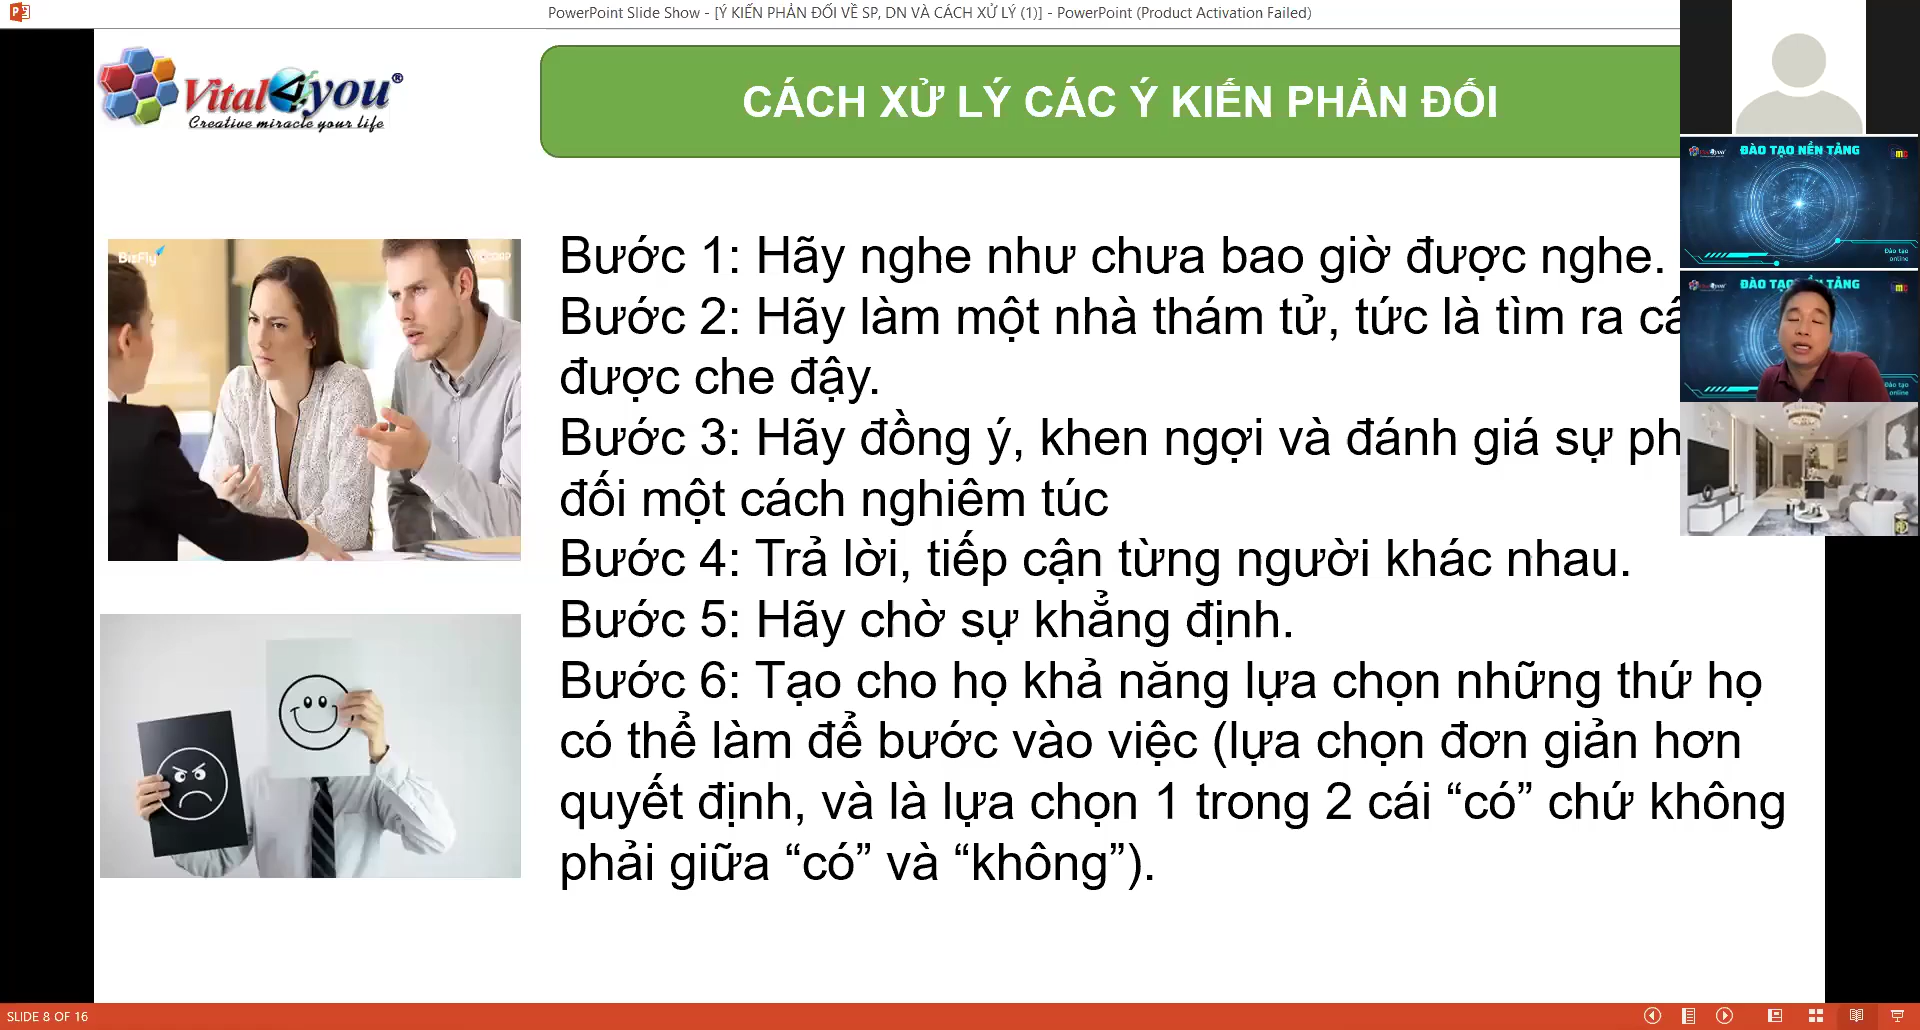 PowerPoint Slide Show - [Ý KIẾN PHẢN ĐỐI VỀ SP, DN VÀ CÁCH XỬ LÝ (1)] - PowerPoint (Product Activation Failed)
Vital4you®
Creative miracle your life
CÁCH XỬ LÝ CÁC Ý KIẾN PHẢN ĐỐI
ĐÀO TẠO NỀN TẢNG
Đào tạo
online
BizFly
Bước 1: Hãy nghe như chưa bao giờ được nghe.
Bước 2: Hãy làm một nhà thám tử, tức là tìm ra
được che đậy.
Bước 3: Hãy đồng ý, khen ngợi và đánh giá sự
đối một cách nghiêm túc
Bước 4: Trả lời, tiếp cận từng người khác nhau.
Bước 5: Hãy chờ sự khẳng định.
Bước 6: Tạo cho họ khả năng lựa chọn những thứ họ
có thể làm để bước vào việc (lựa chọn đơn giản hơn
quyết định, và là lựa chọn 1 trong 2 cái “có” chứ không
phải giữa “có” và “không”).
Đào tạo
online
SLIDE 8 OF 16